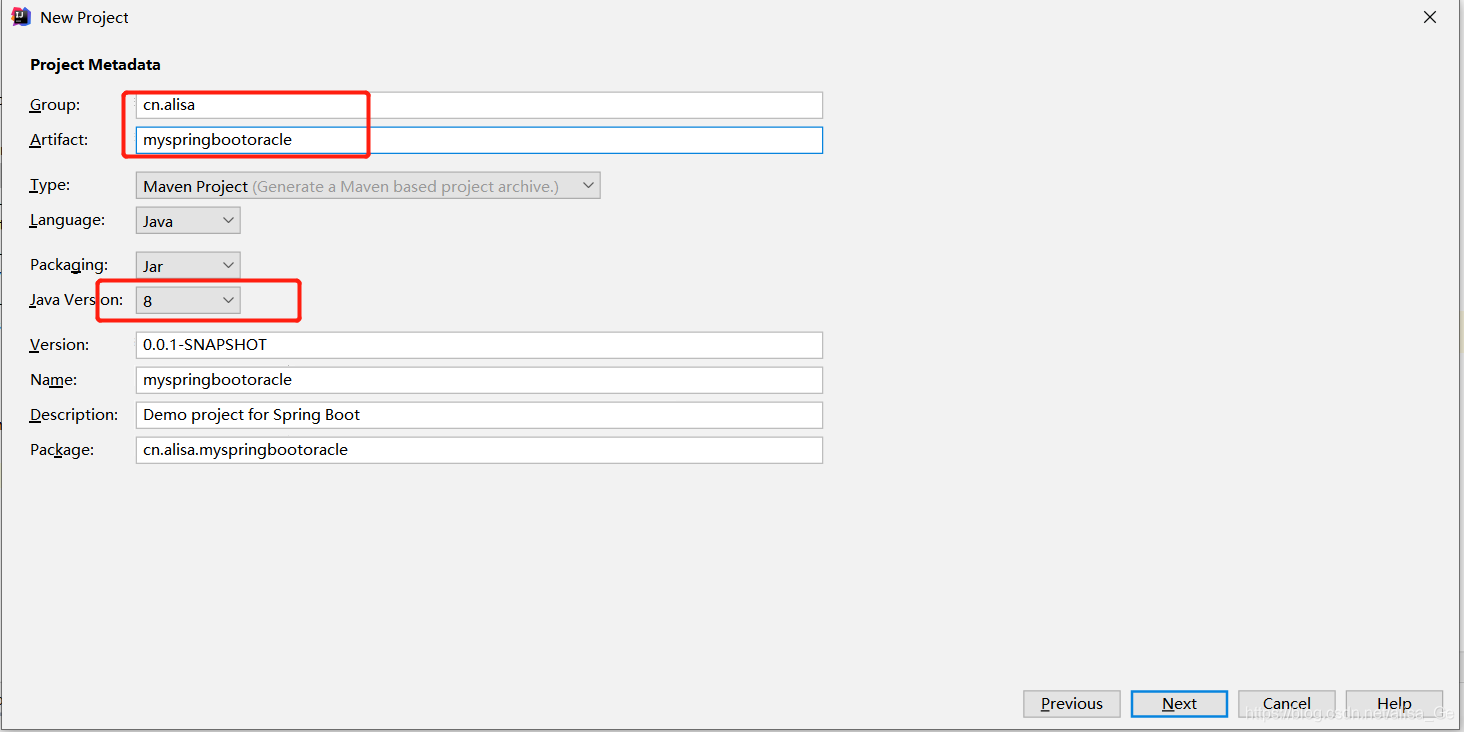 New Project
Project Metadata
Group: cn.alisa
Artifact: myspringbootoracle
Type: Maven Project (Generate a Maven based project archive.)
Language: Java
Packaging: Jar
Java Version: 8
Version: 0.0.1-SNAPSHOT
Name: myspringbootoracle
Description: Demo project for Spring Boot
Package: cn.alisa.myspringbootoracle
Previous Next Cancel Help
https://blog.csdn.net/alisa_Ge